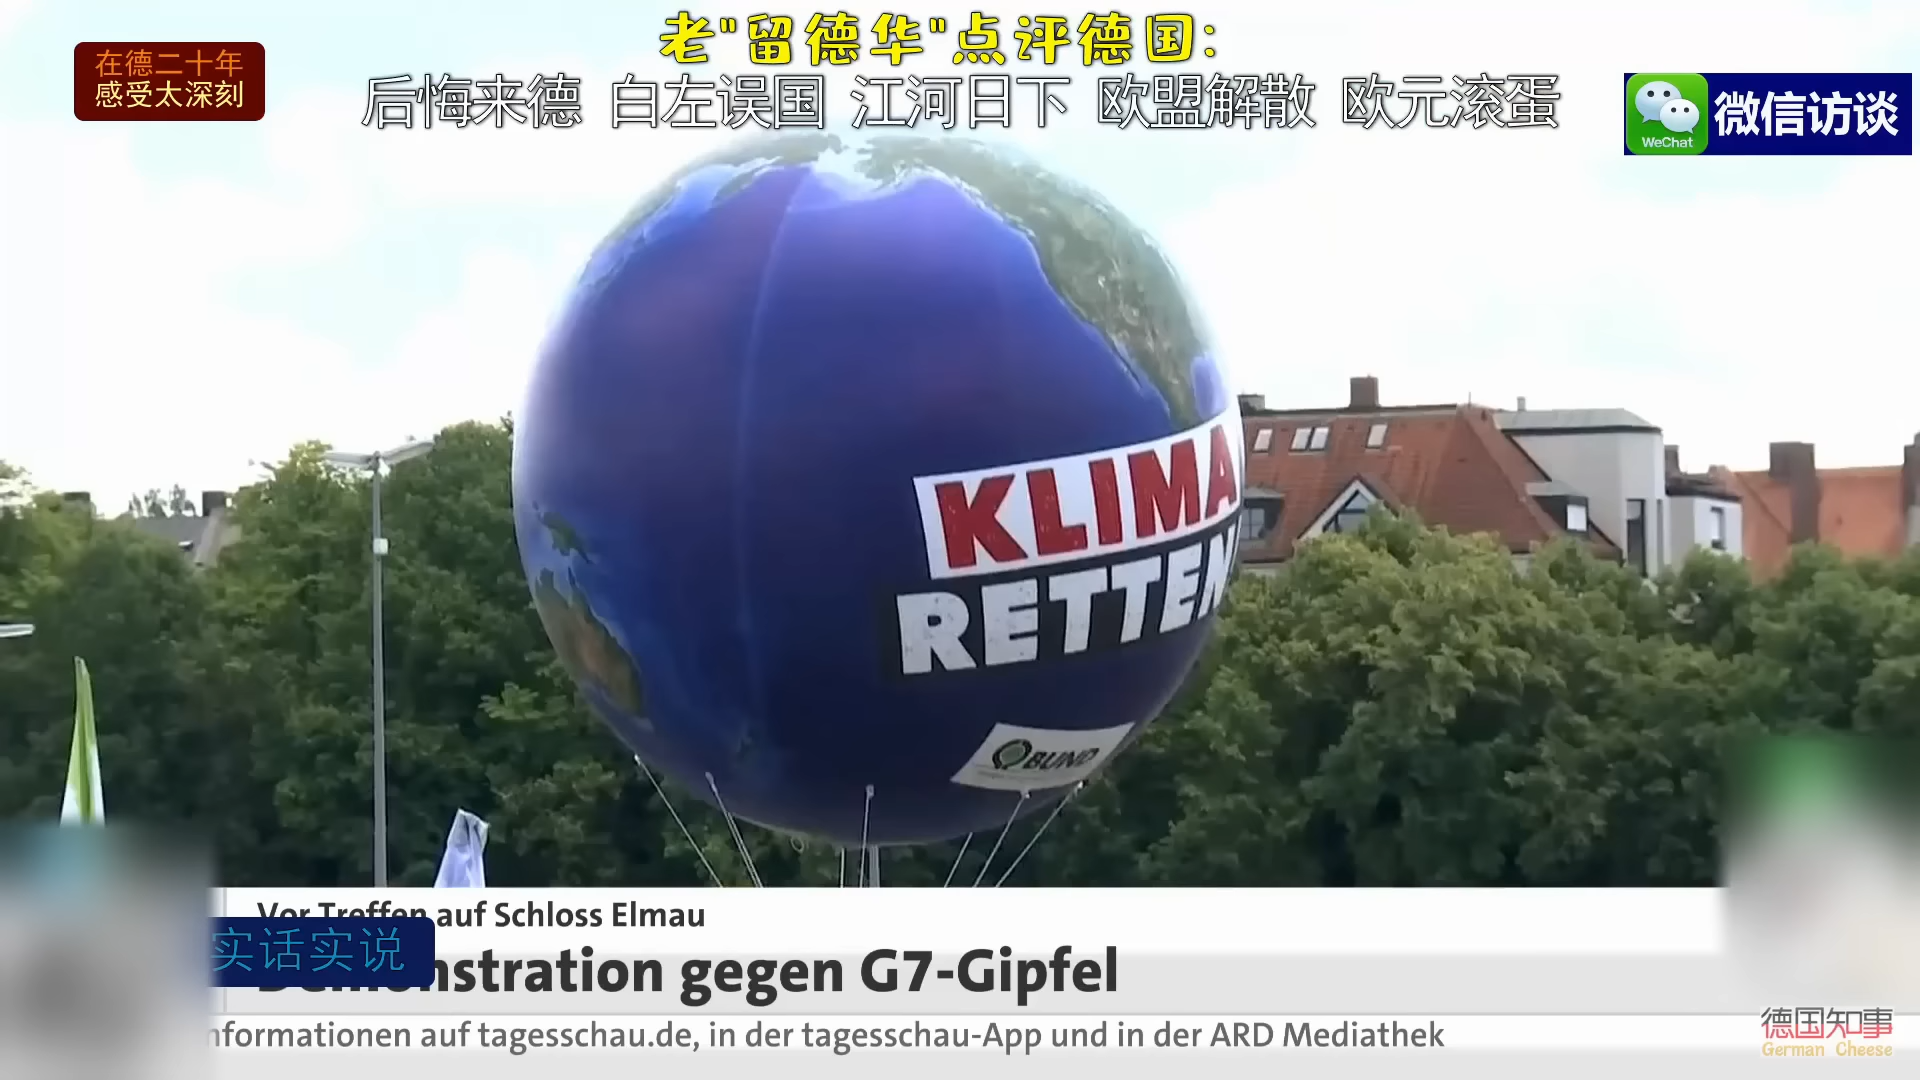 老"留德华"点评德国:
在德二十年
感受太深刻
后悔来德 白左误国 江河日下 欧盟解散 欧元滚蛋
WeChat
微信访谈
KLIMA
RETTEN
BUND
Vor Treffen auf Schloss Elmau
实话实说
nstration gegen G7-Gipfel
nformationen auf tagesschau.de, in der tagesschau-App und in der ARD Mediathek
德国知事
German Cheese